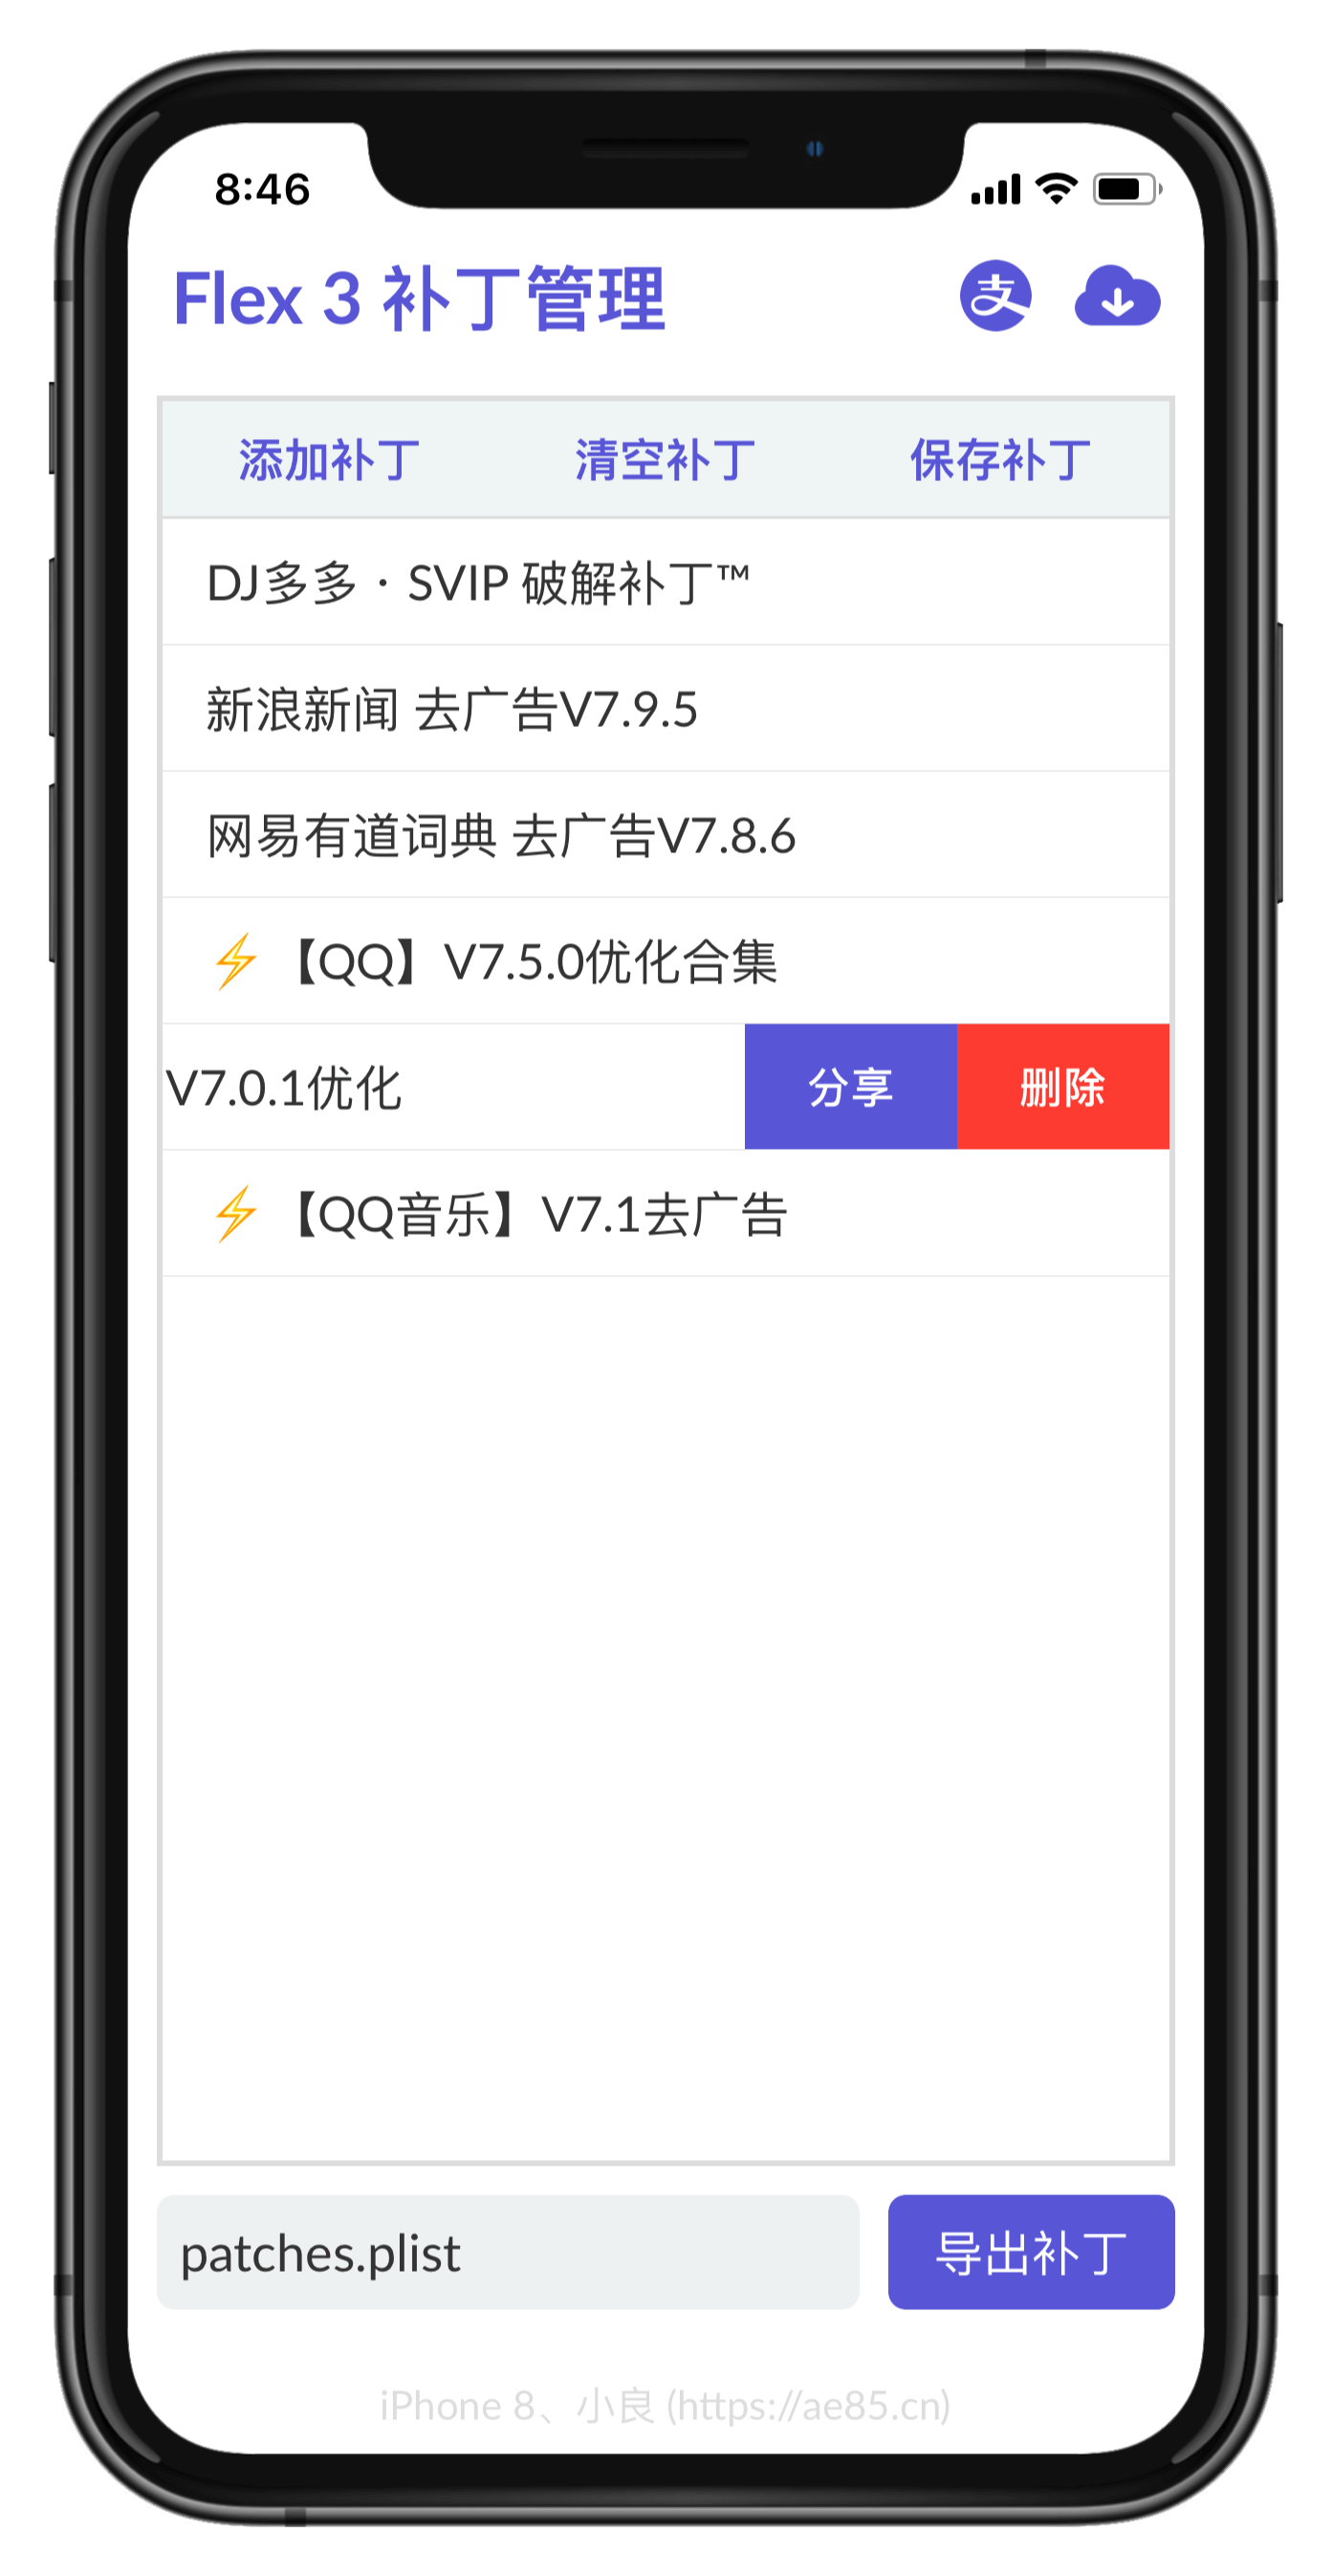 8:46
Flex 3 补丁管理
支
添加补丁 清空补丁 保存补丁
DJ多多 · SVIP 破解补丁™
新浪新闻 去广告V7.9.5
网易有道词典 去广告V7.8.6
⚡【QQ】V7.5.0优化合集
V7.0.1优化 分享 删除
⚡【QQ音乐】V7.1去广告
patches.plist 导出补丁
iPhone 8、小良 (https://ae85.cn)